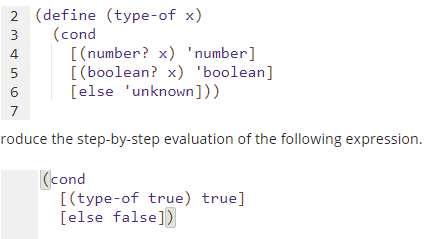 2 (define (type-of x)
3 (cond
4 [(number? x) 'number]
5 [(boolean? x) 'boolean]
6 [else 'unknown]))
7
roduce the step-by-step evaluation of the following expression.
(cond
[(type-of true) true]
[else false])